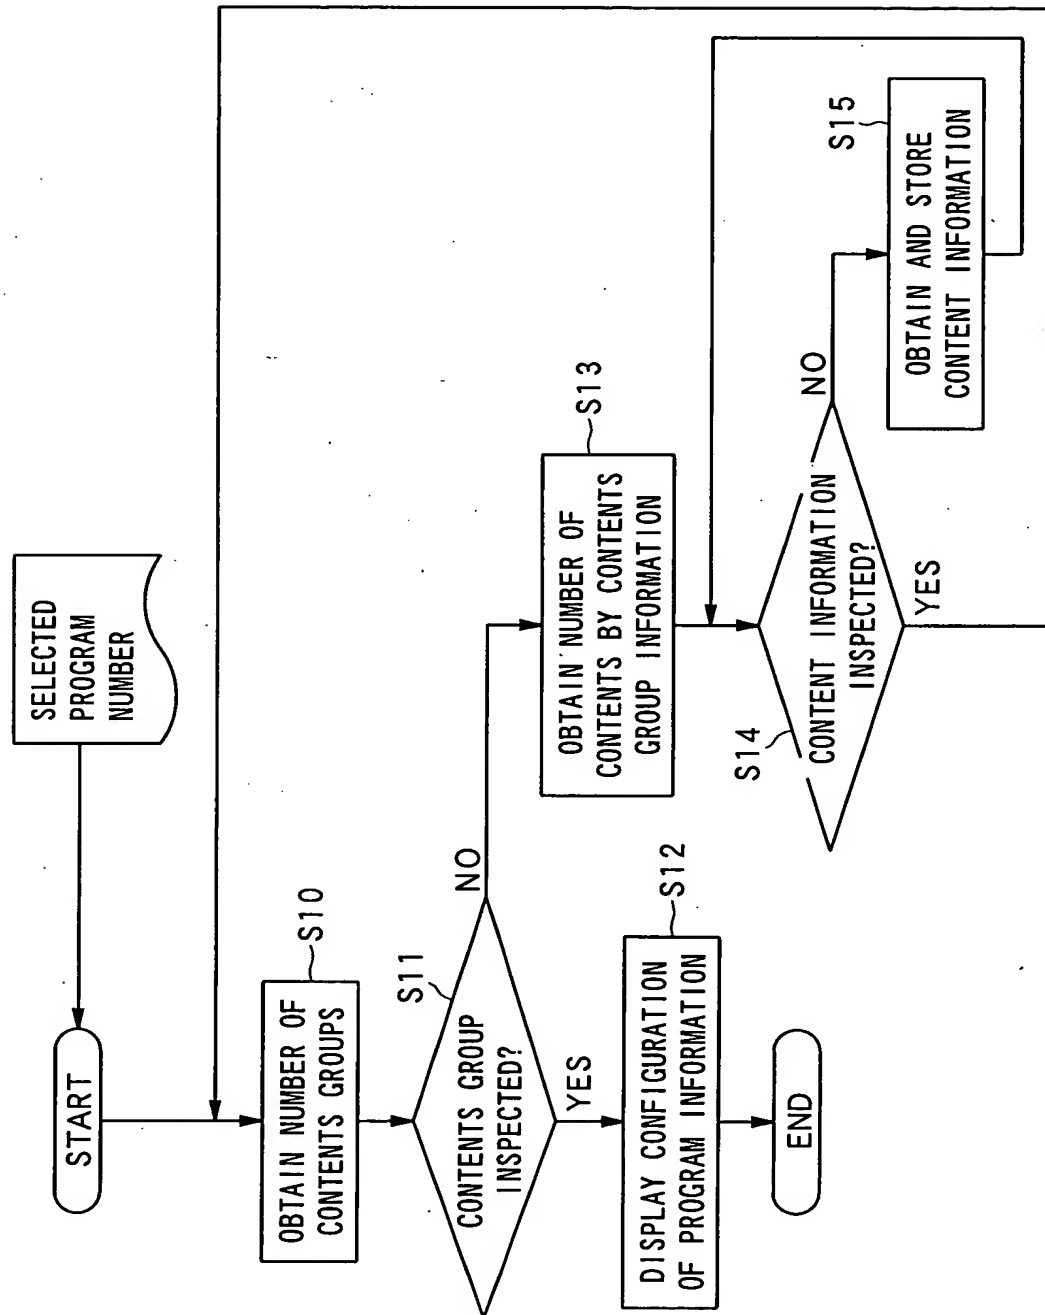 SELECTED
PROGRAM
NUMBER
START
OBTAIN NUMBER OF
CONTENTS GROUPS
S10
CONTENTS GROUP
INSPECTED?
S11
NO
YES
DISPLAY CONFIGURATION
OF PROGRAM INFORMATION
S12
END
OBTAIN NUMBER OF
CONTENTS BY CONTENTS
GROUP INFORMATION
S13
CONTENT INFORMATION
INSPECTED?
S14
NO
YES
OBTAIN AND STORE
CONTENT INFORMATION
S15